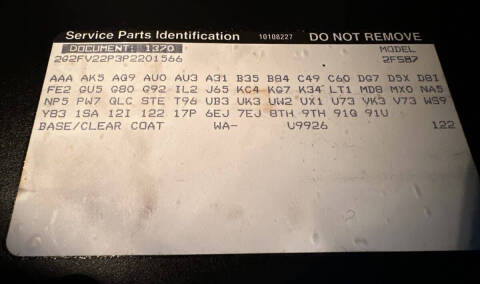 Service Parts Identification 10108227 DO NOT REMOVE
DOCUMENT: 1370 MODEL
2G2FV22P3P2201566 2FS87
AAA AK5 AG9 AU0 AU3 A31 B35 B84 C49 C60 DG7 D5X D81
FE2 GU5 G80 G92 IL2 J65 KC4 KG7 K34 LT1 MD8 MX0 NA5
NP5 PW7 QLC STE T96 UB3 UK3 UW2 VX1 V73 VK3 V73 WS9
YB3 1SA 12I 122 17P 6EJ 7EJ 8TH 9TH 91Q 91U
BASE/CLEAR COAT WA- U9926 122